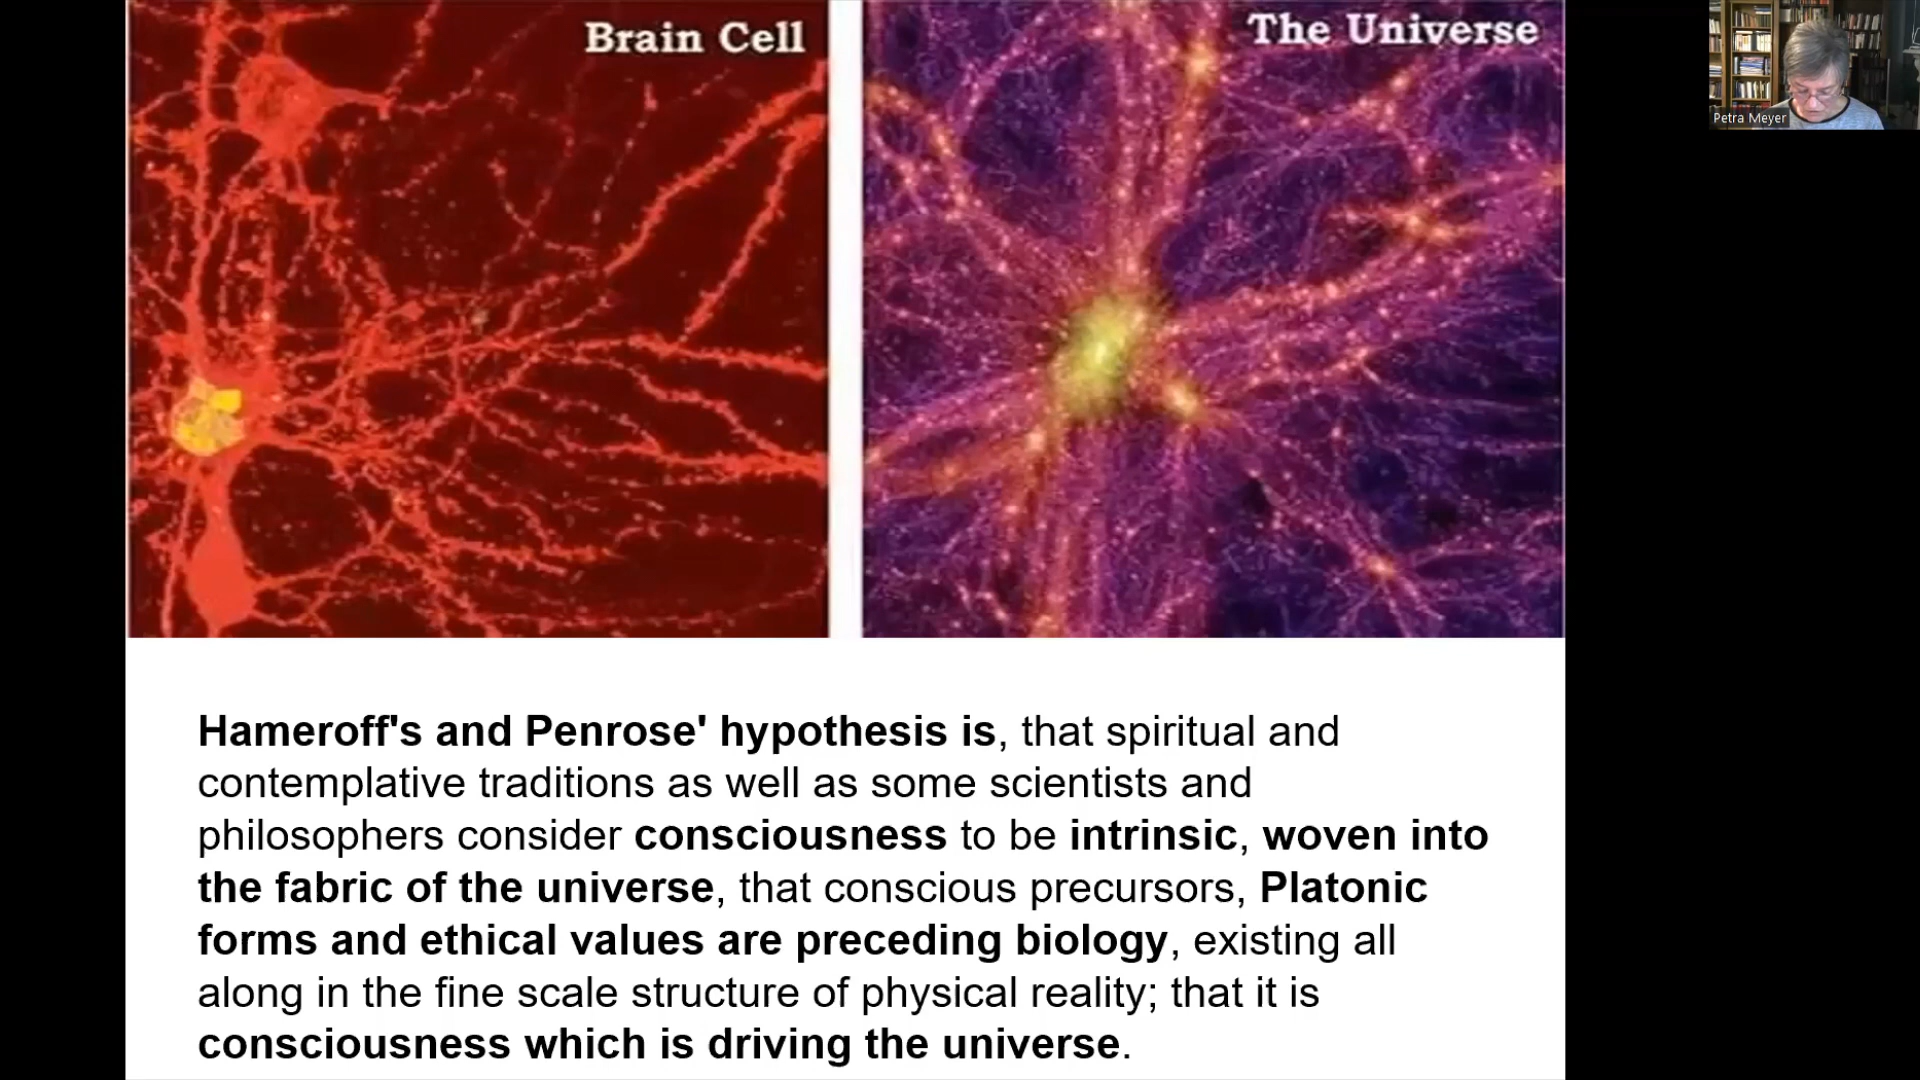 Brain Cell
The Universe
Petra Meyer
Hameroff's and Penrose' hypothesis is, that spiritual and
contemplative traditions as well as some scientists and
philosophers consider consciousness to be intrinsic, woven into
the fabric of the universe, that conscious precursors, Platonic
forms and ethical values are preceding biology, existing all
along in the fine scale structure of physical reality; that it is
consciousness which is driving the universe.